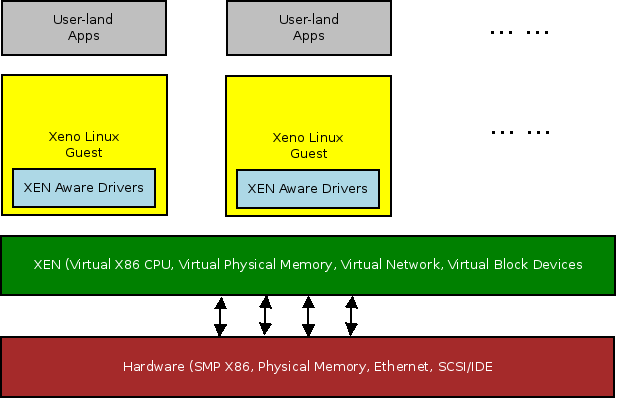 User-land
Apps
User-land
Apps
... ...
Xeno Linux
Guest
Xeno Linux
Guest
... ...
XEN Aware Drivers
XEN Aware Drivers
XEN (Virtual X86 CPU, Virtual Physical Memory, Virtual Network, Virtual Block Devices
Hardware (SMP X86, Physical Memory, Ethernet, SCSI/IDE